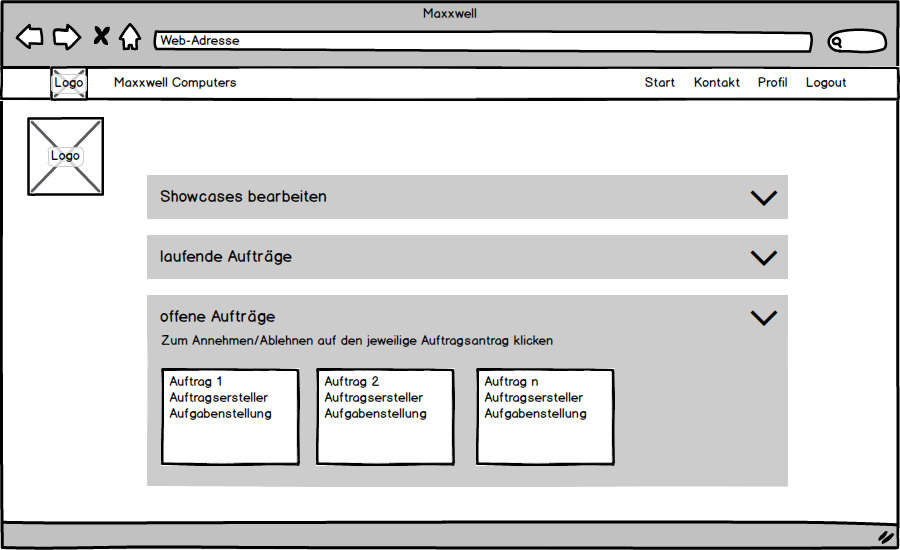 Maxxwell
Web-Adresse
Logo Maxxwell Computers Start Kontakt Profil Logout
Logo
Showcases bearbeiten
laufende Aufträge
offene Aufträge
Zum Annehmen/Ablehnen auf den jeweilige Auftragsantrag klicken
Auftrag 1
Auftragsersteller
Aufgabenstellung
Auftrag 2
Auftragsersteller
Aufgabenstellung
Auftrag n
Auftragsersteller
Aufgabenstellung